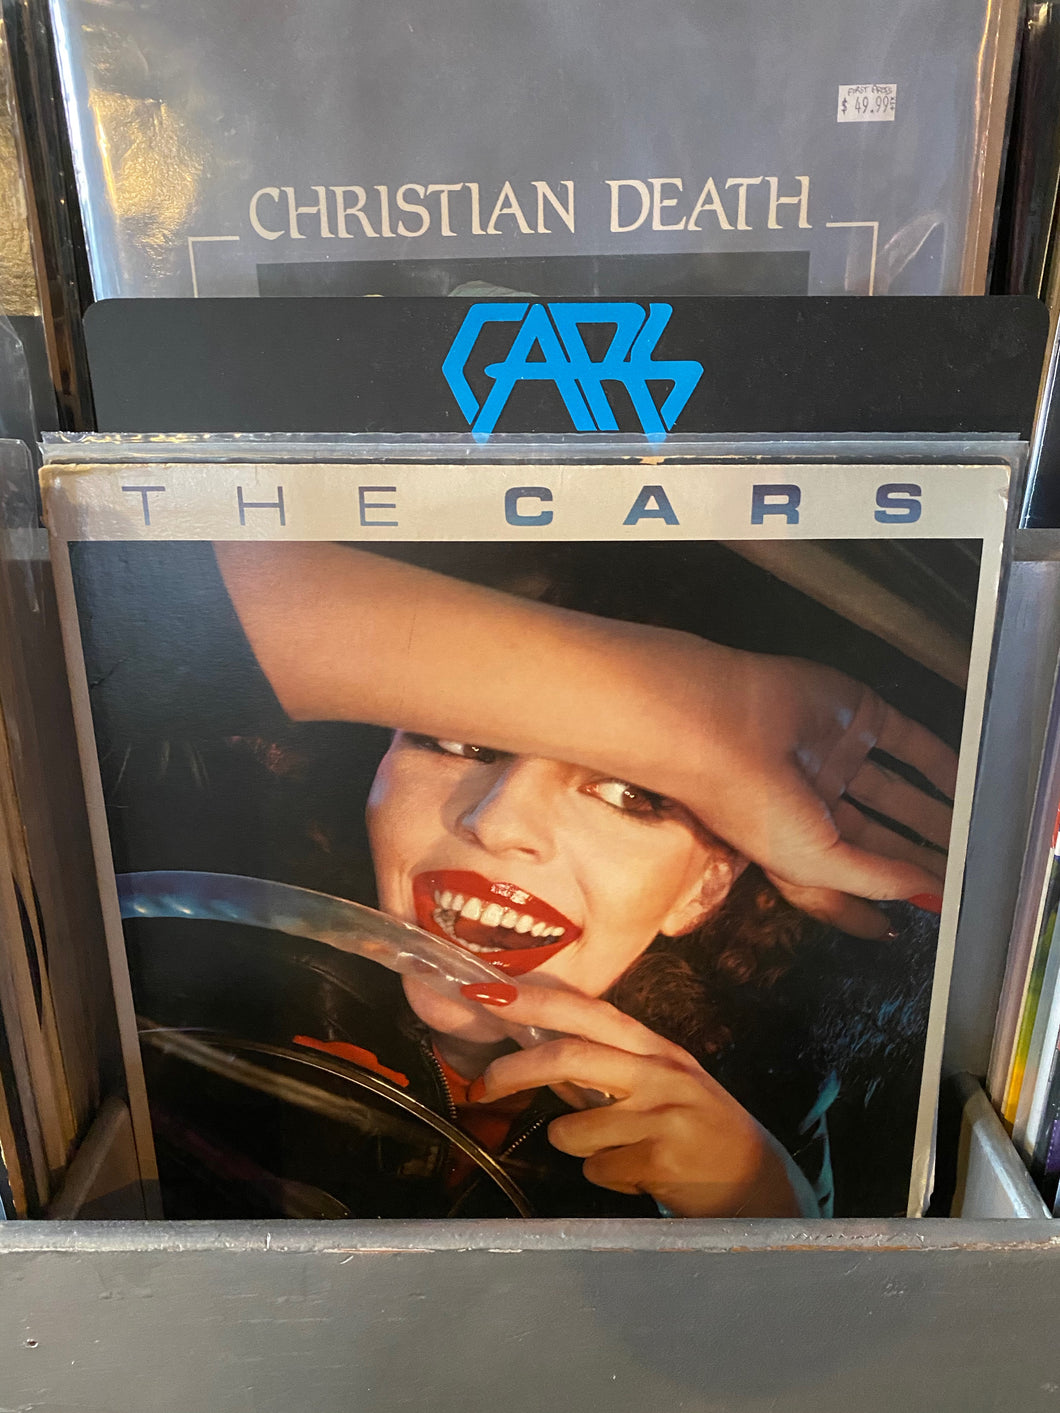 FIRST PRESS
$ 49.99
CHRISTIAN DEATH
CARS
THE CARS